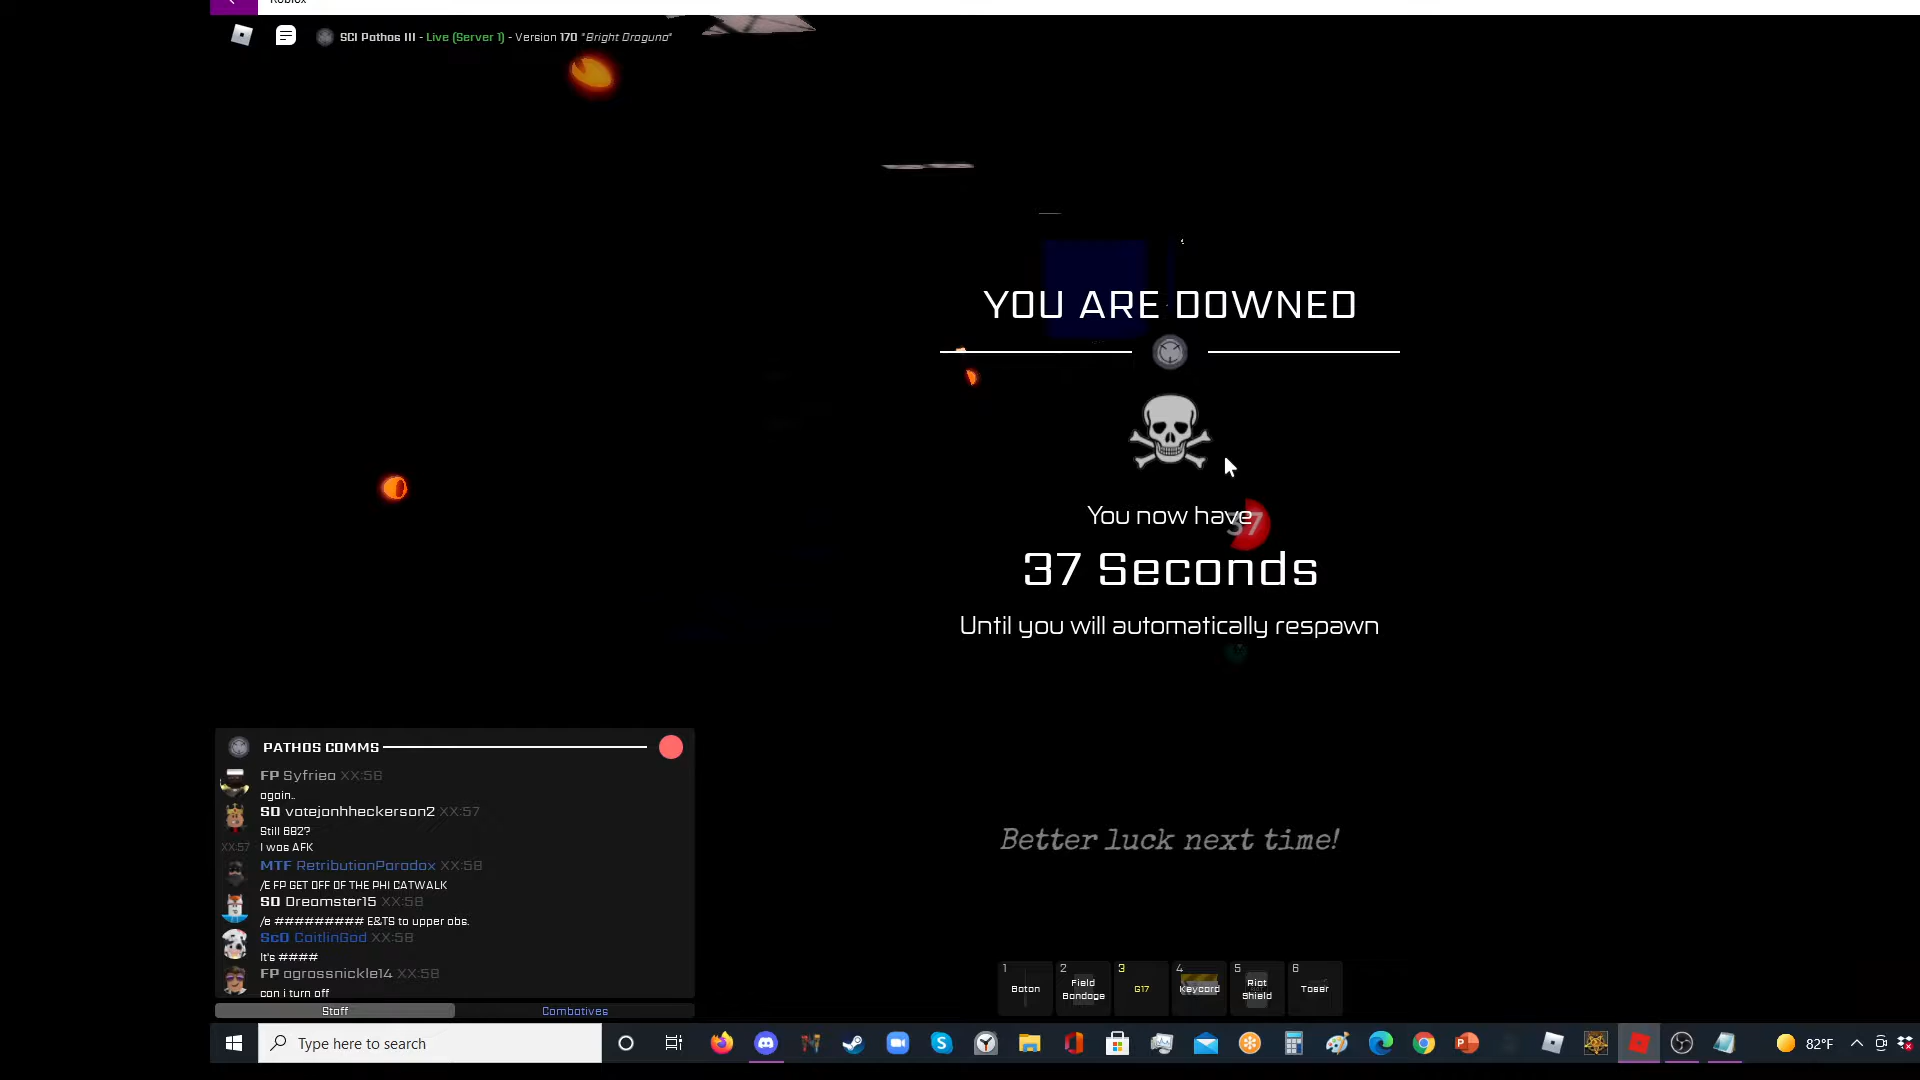 SCI Pathos III - Live (Server 1) - Version 170 "Bright Draguno"
YOU ARE DOWNED
You now have
37
37 Seconds
Until you will automatically respawn
Better luck next time!
PATHOS COMMS
FP Syfriea XX:56
again..
SD votejonhheckerson2 XX:57
Still 682?
XX:57 I was AFK
MTF RetributionParadox XX:58
/E FP GET OFF OF THE PHI CATWALK
SD Dreamster15 XX:58
/e ######### E&TS to upper obs.
ScD CaitlinGad XX:58
It's ####
FP agrossnickle14 XX:58
can i turn off
Staff
Combatives
1 Baton
2 Field Bandage
3 G17
4 Keycard
5 Riot Shield
6 Taser
Type here to search
82°F